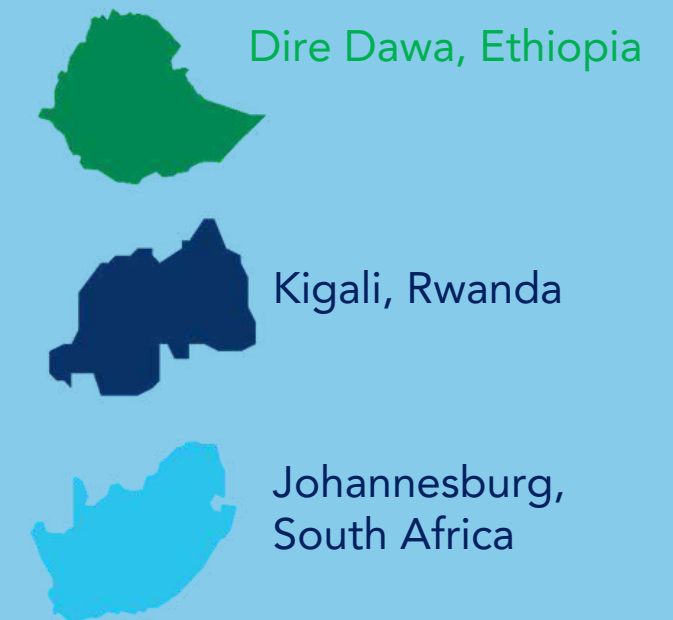 Dire Dawa, Ethiopia
Kigali, Rwanda
Johannesburg,
South Africa